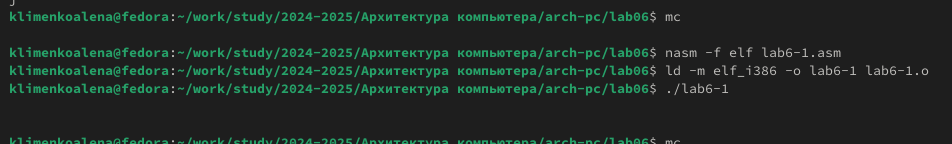 j
klimenkoalena@fedora:~/work/study/2024-2025/Архитектура компьютера/arch-pc/lab06$ mc
klimenkoalena@fedora:~/work/study/2024-2025/Архитектура компьютера/arch-pc/lab06$ nasm -f elf lab6-1.asm
klimenkoalena@fedora:~/work/study/2024-2025/Архитектура компьютера/arch-pc/lab06$ ld -m elf_i386 -o lab6-1 lab6-1.o
klimenkoalena@fedora:~/work/study/2024-2025/Архитектура компьютера/arch-pc/lab06$ ./lab6-1
klimenkoalena@fedora:~/work/study/2024-2025/Архитектура компьютера/arch-pc/lab06$ mc